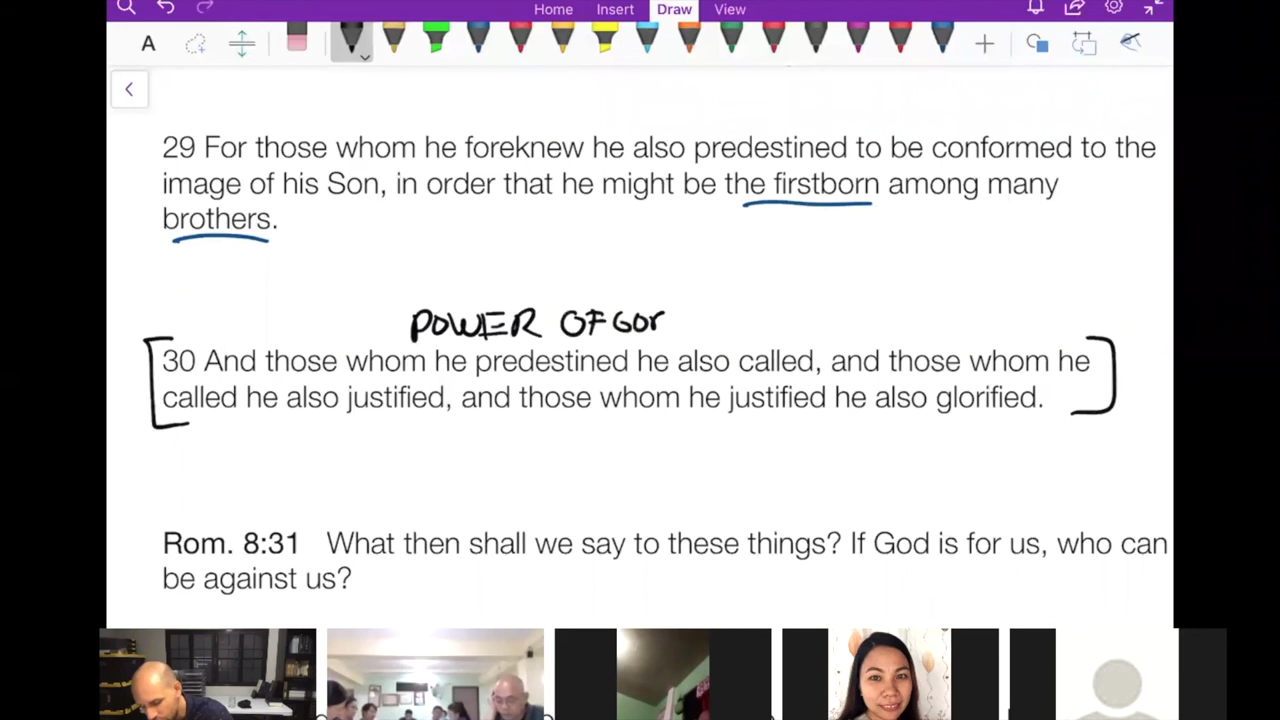 Home Insert Draw View
A
29 For those whom he foreknew he also predestined to be conformed to the
image of his Son, in order that he might be the firstborn among many
brothers.
POWER OF GOD
30 And those whom he predestined he also called, and those whom he
called he also justified, and those whom he justified he also glorified.
Rom. 8:31 What then shall we say to these things? If God is for us, who can
be against us?